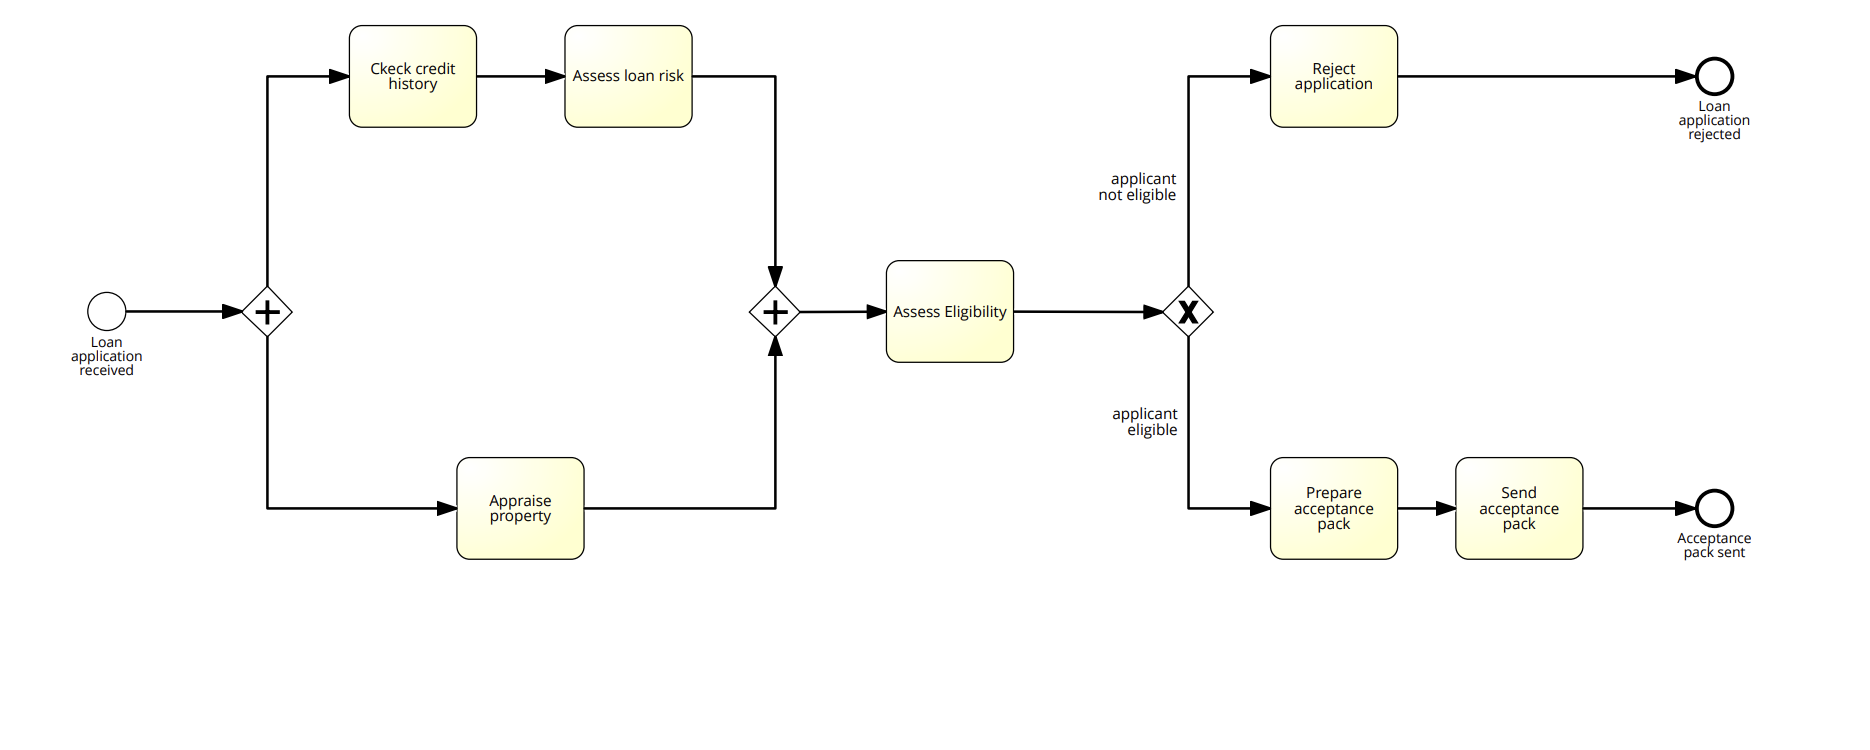 Ckeck credit
history
Assess loan risk
Reject
application
Loan
application
rejected
applicant
not eligible
Loan
application
received
Assess Eligibility
applicant
eligible
Appraise
property
Prepare
acceptance
pack
Send
acceptance
pack
Acceptance
pack sent